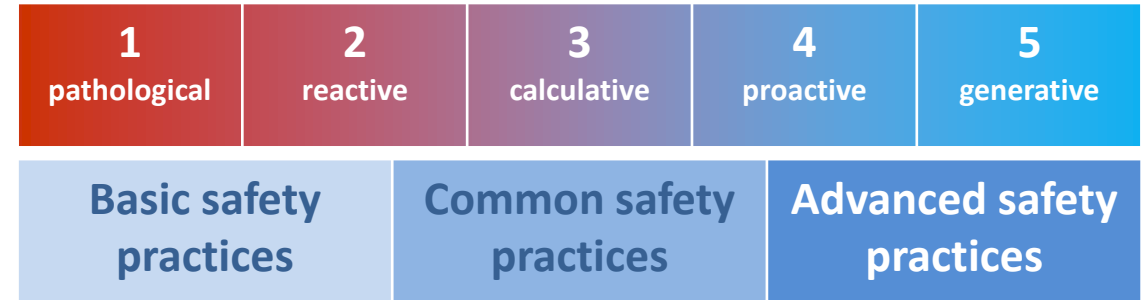 1 2 3 4 5
pathological reactive calculative proactive generative
Basic safety Common safety Advanced safety
practices practices practices